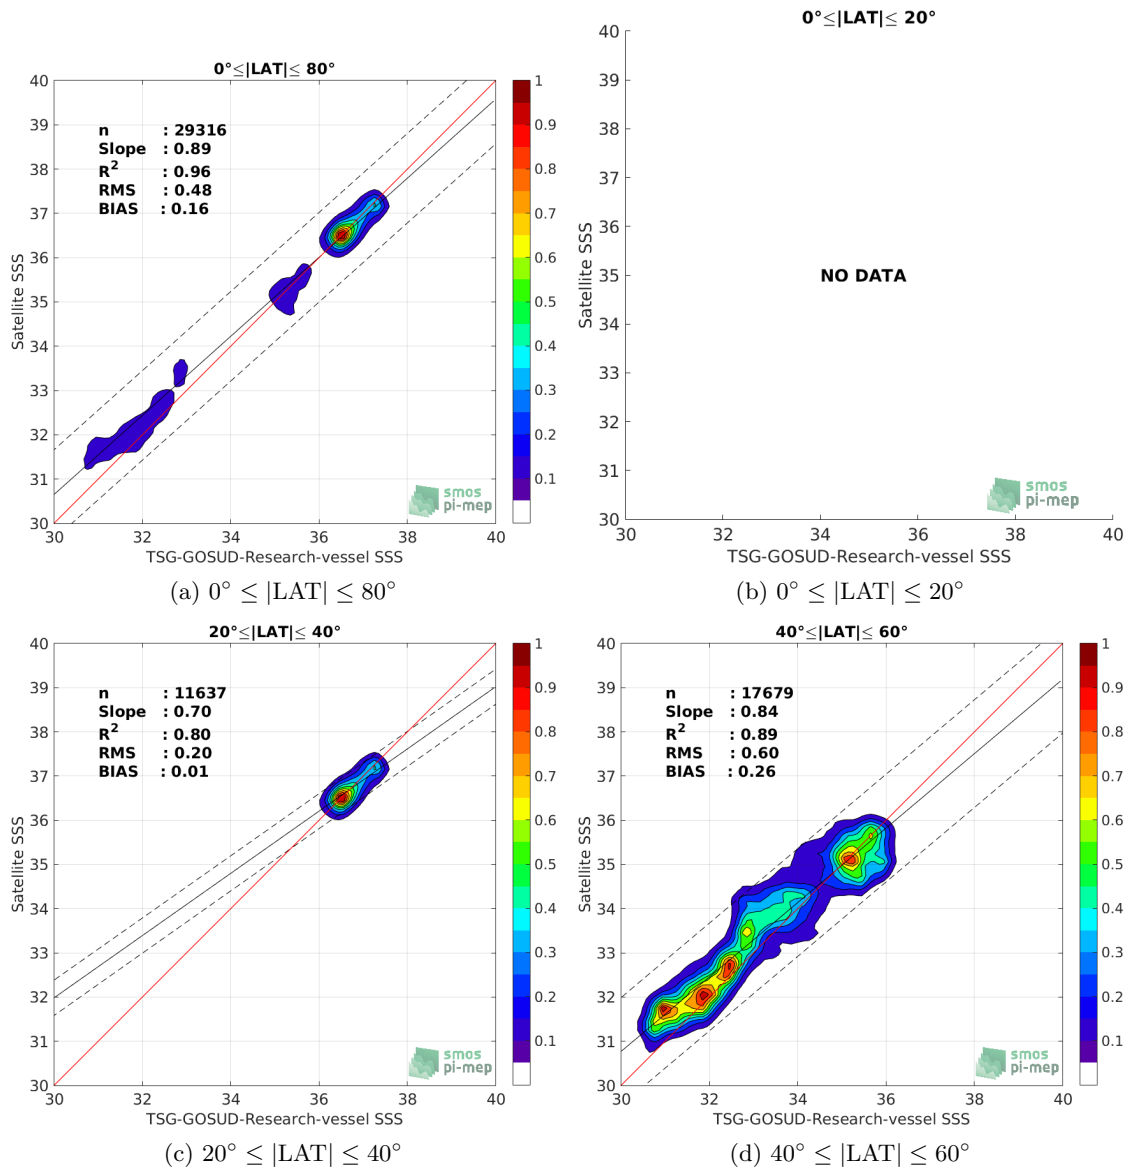 0°≤|LAT|≤ 80°
40
39
38
37
36
35
34
33
32
31
30
Satellite SSS
n : 29316
Slope : 0.89
R2 : 0.96
RMS : 0.48
BIAS : 0.16
1
0.9
0.8
0.7
0.6
0.5
0.4
0.3
0.2
0.1
smos
pi-mep
30 32 34 36 38 40
TSG-GOSUD-Research-vessel SSS
(a) 0° ≤ |LAT| ≤ 80°
0°≤|LAT|≤ 20°
40
39
38
37
36
35
34
33
32
31
30
Satellite SSS
NO DATA
smos
pi-mep
30 32 34 36 38 40
TSG-GOSUD-Research-vessel SSS
(b) 0° ≤ |LAT| ≤ 20°
20°≤|LAT|≤ 40°
40
39
38
37
36
35
34
33
32
31
30
Satellite SSS
n : 11637
Slope : 0.70
R2 : 0.80
RMS : 0.20
BIAS : 0.01
1
0.9
0.8
0.7
0.6
0.5
0.4
0.3
0.2
0.1
smos
pi-mep
30 32 34 36 38 40
TSG-GOSUD-Research-vessel SSS
(c) 20° ≤ |LAT| ≤ 40°
40°≤|LAT|≤ 60°
40
39
38
37
36
35
34
33
32
31
30
Satellite SSS
n : 17679
Slope : 0.84
R2 : 0.89
RMS : 0.60
BIAS : 0.26
1
0.9
0.8
0.7
0.6
0.5
0.4
0.3
0.2
0.1
smos
pi-mep
30 32 34 36 38 40
TSG-GOSUD-Research-vessel SSS
(d) 40° ≤ |LAT| ≤ 60°